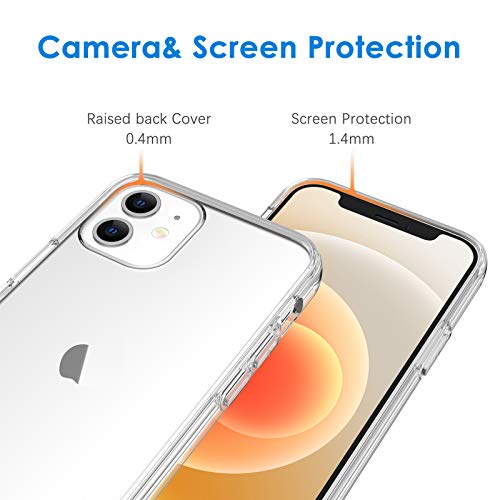 Camera& Screen Protection
Raised back Cover
0.4mm
Screen Protection
1.4mm